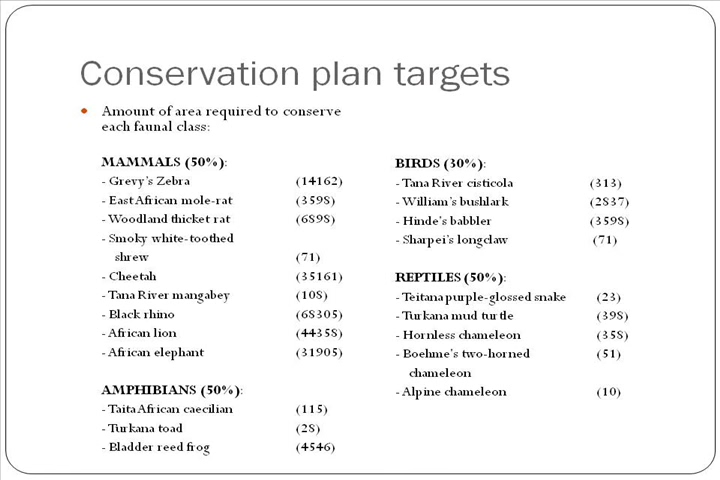 Conservation plan targets
• Amount of area required to conserve
each faunal class:
MAMMALS (50%):
- Grevy's Zebra (14162)
- East African mole-rat (3598)
- Woodland thicket rat (6898)
- Smoky white-toothed
shrew (71)
- Cheetah (35161)
- Tana River mangabey (108)
- Black rhino (68305)
- African lion (44358)
- African elephant (31905)
AMPHIBIANS (50%):
- Taita African caecilian (115)
- Turkana toad (28)
- Bladder reed frog (4546)
BIRDS (30%):
- Tana River cisticola (313)
- William's bushlark (2837)
- Hinde's babbler (3598)
- Sharpei's longclaw (71)
REPTILES (50%):
- Teitana purple-glossed snake (23)
- Turkana mud turtle (398)
- Hornless chameleon (358)
- Boehme's two-horned (51)
chameleon
- Alpine chameleon (10)